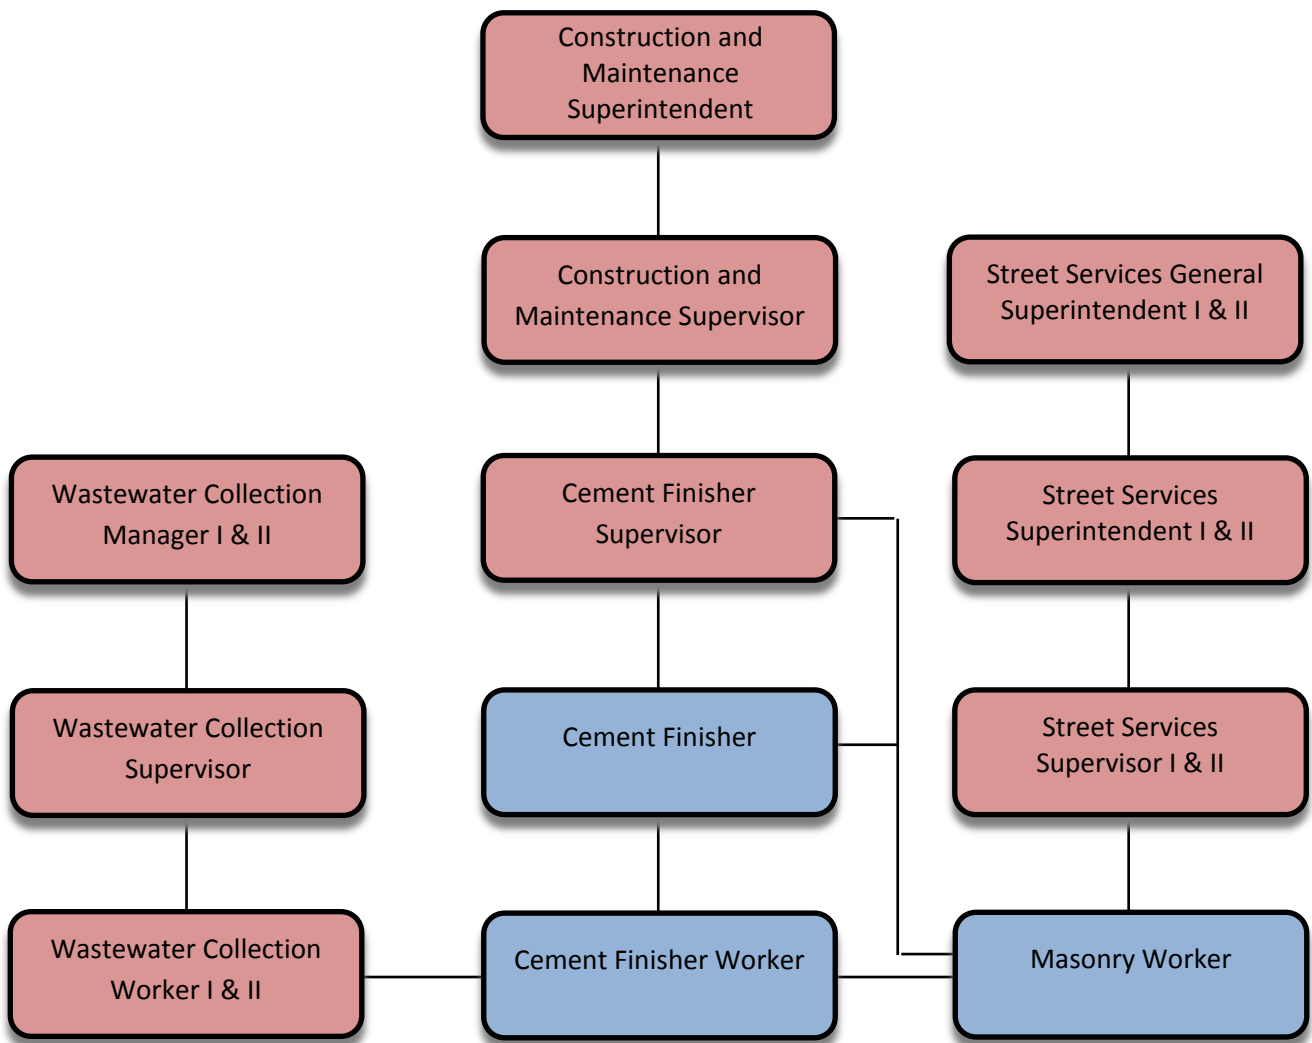 Construction and
Maintenance
Superintendent
Construction and
Maintenance Supervisor
Street Services General
Superintendent I & II
Wastewater Collection
Manager I & II
Cement Finisher
Supervisor
Street Services
Superintendent I & II
Wastewater Collection
Supervisor
Cement Finisher
Street Services
Supervisor I & II
Wastewater Collection
Worker I & II
Cement Finisher Worker
Masonry Worker